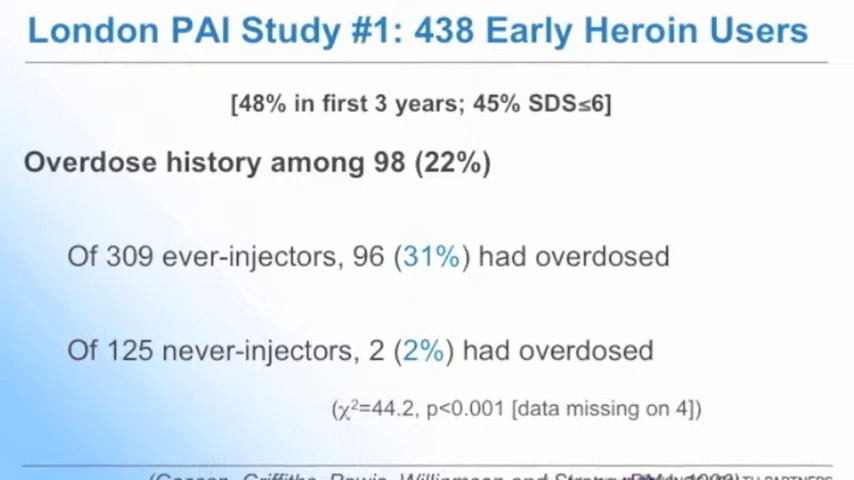 London PAI Study #1: 438 Early Heroin Users
[48% in first 3 years; 45% SDS≤6]
Overdose history among 98 (22%)
Of 309 ever-injectors, 96 (31%) had overdosed
Of 125 never-injectors, 2 (2%) had overdosed
(χ²=44.2, p<0.001 [data missing on 4])